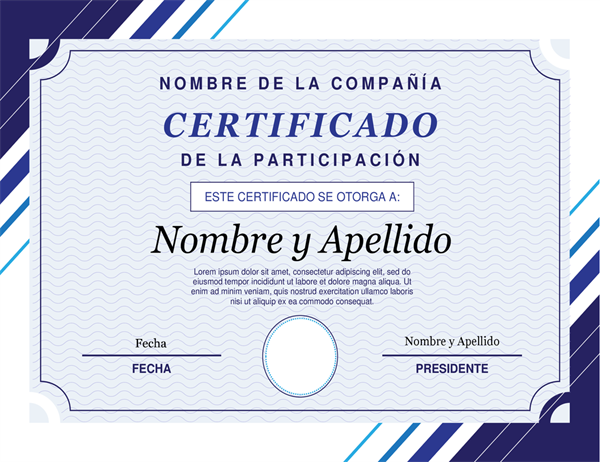 NOMBRE DE LA COMPAÑÍA
CERTIFICADO
DE LA PARTICIPACIÓN
ESTE CERTIFICADO SE OTORGA A:
Nombre y Apellido
Lorem ipsum dolor sit amet, consectetur adipiscing elit, sed do
eiusmod tempor incididunt ut labore et dolore magna aliqua. Ut
enim ad minim veniam, quis nostrud exercitation ullamco laboris
nisi ut aliquip ex ea commodo consequat.
Fecha
FECHA
Nombre y Apellido
PRESIDENTE